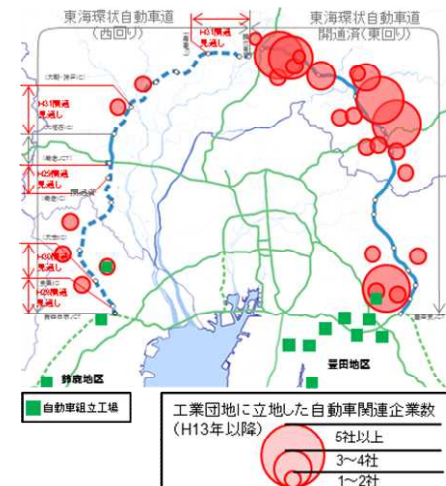 東海環状自動車道
(西回り)
東海環状自動車道
開通済(東回り)
H31開通
見通し
H31開通
見通し
H29開通
見通し
開通済
H30開通
見通し
H29開通
見通し
鈴鹿地区
豊田地区
自動車組立工場
工業団地に立地した自動車関連企業数
(H13年以降)
5社以上
3~4社
1~2社